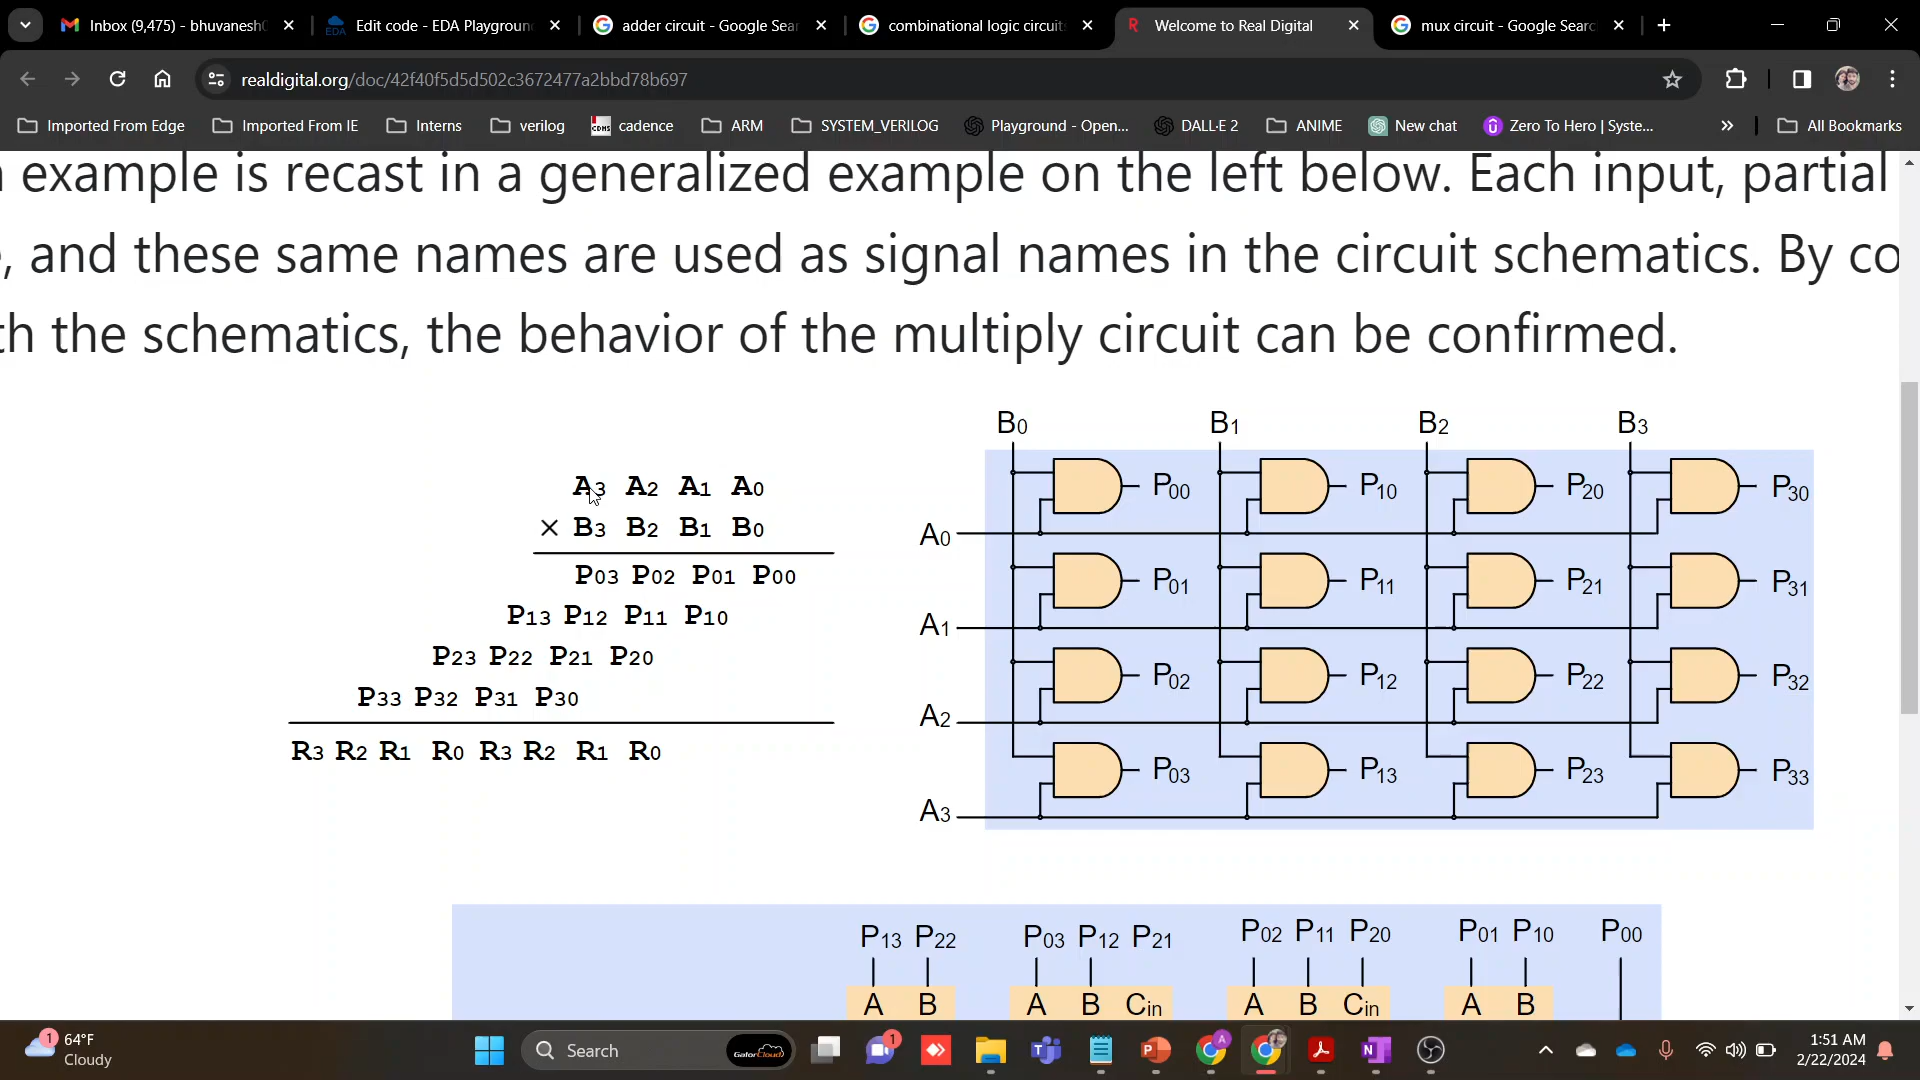 Inbox (9,475) - bhuvanesh
Edit code - EDA Playground
adder circuit - Google Sear
combinational logic circuits
Welcome to Real Digital
mux circuit - Google Search
realdigital.org/doc/42f40f5d5d502c3672477a2bbd78b697
Imported From Edge
Imported From IE
Interns
verilog
cadence
ARM
SYSTEM_VERILOG
Playground - Open...
DALL·E 2
ANIME
New chat
Zero To Hero | Syste...
»
All Bookmarks
example is recast in a generalized example on the left below. Each input, partial
, and these same names are used as signal names in the circuit schematics. By co
th the schematics, the behavior of the multiply circuit can be confirmed.
A3 A2 A1 A0
× B3 B2 B1 B0
P03 P02 P01 P00
P13 P12 P11 P10
P23 P22 P21 P20
P33 P32 P31 P30
R3 R2 R1 R0 R3 R2 R1 R0
B0 B1 B2 B3
P00 P10 P20 P30
A0
P01 P11 P21 P31
A1
P02 P12 P22 P32
A2
P03 P13 P23 P33
A3
P13 P22 P03 P12 P21 P02 P11 P20 P01 P10 P00
A B A B Cin A B Cin A B
1
64°F
Cloudy
Search
GatorCloud
1
1:51 AM
2/22/2024